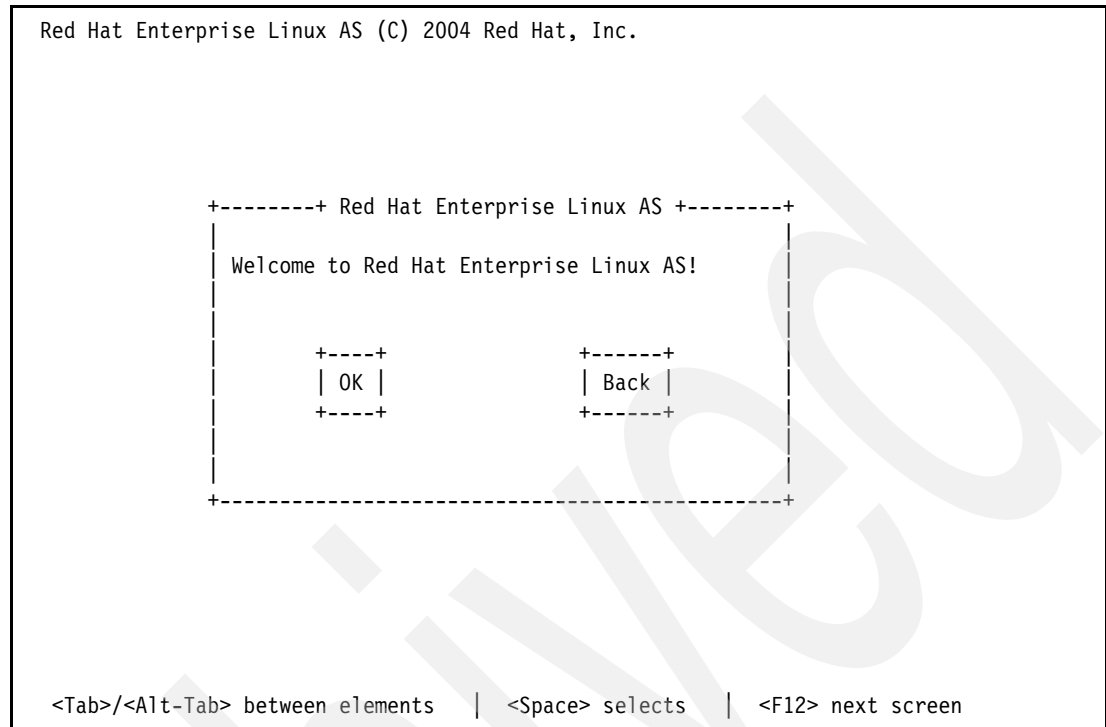 Red Hat Enterprise Linux AS (C) 2004 Red Hat, Inc.
+--------+ Red Hat Enterprise Linux AS +--------+
Welcome to Red Hat Enterprise Linux AS!
+----+ +------+
| OK | | Back |
+----+ +------+
+-----------------------------------------------+
<Tab>/<Alt-Tab> between elements | <Space> selects | <F12> next screen